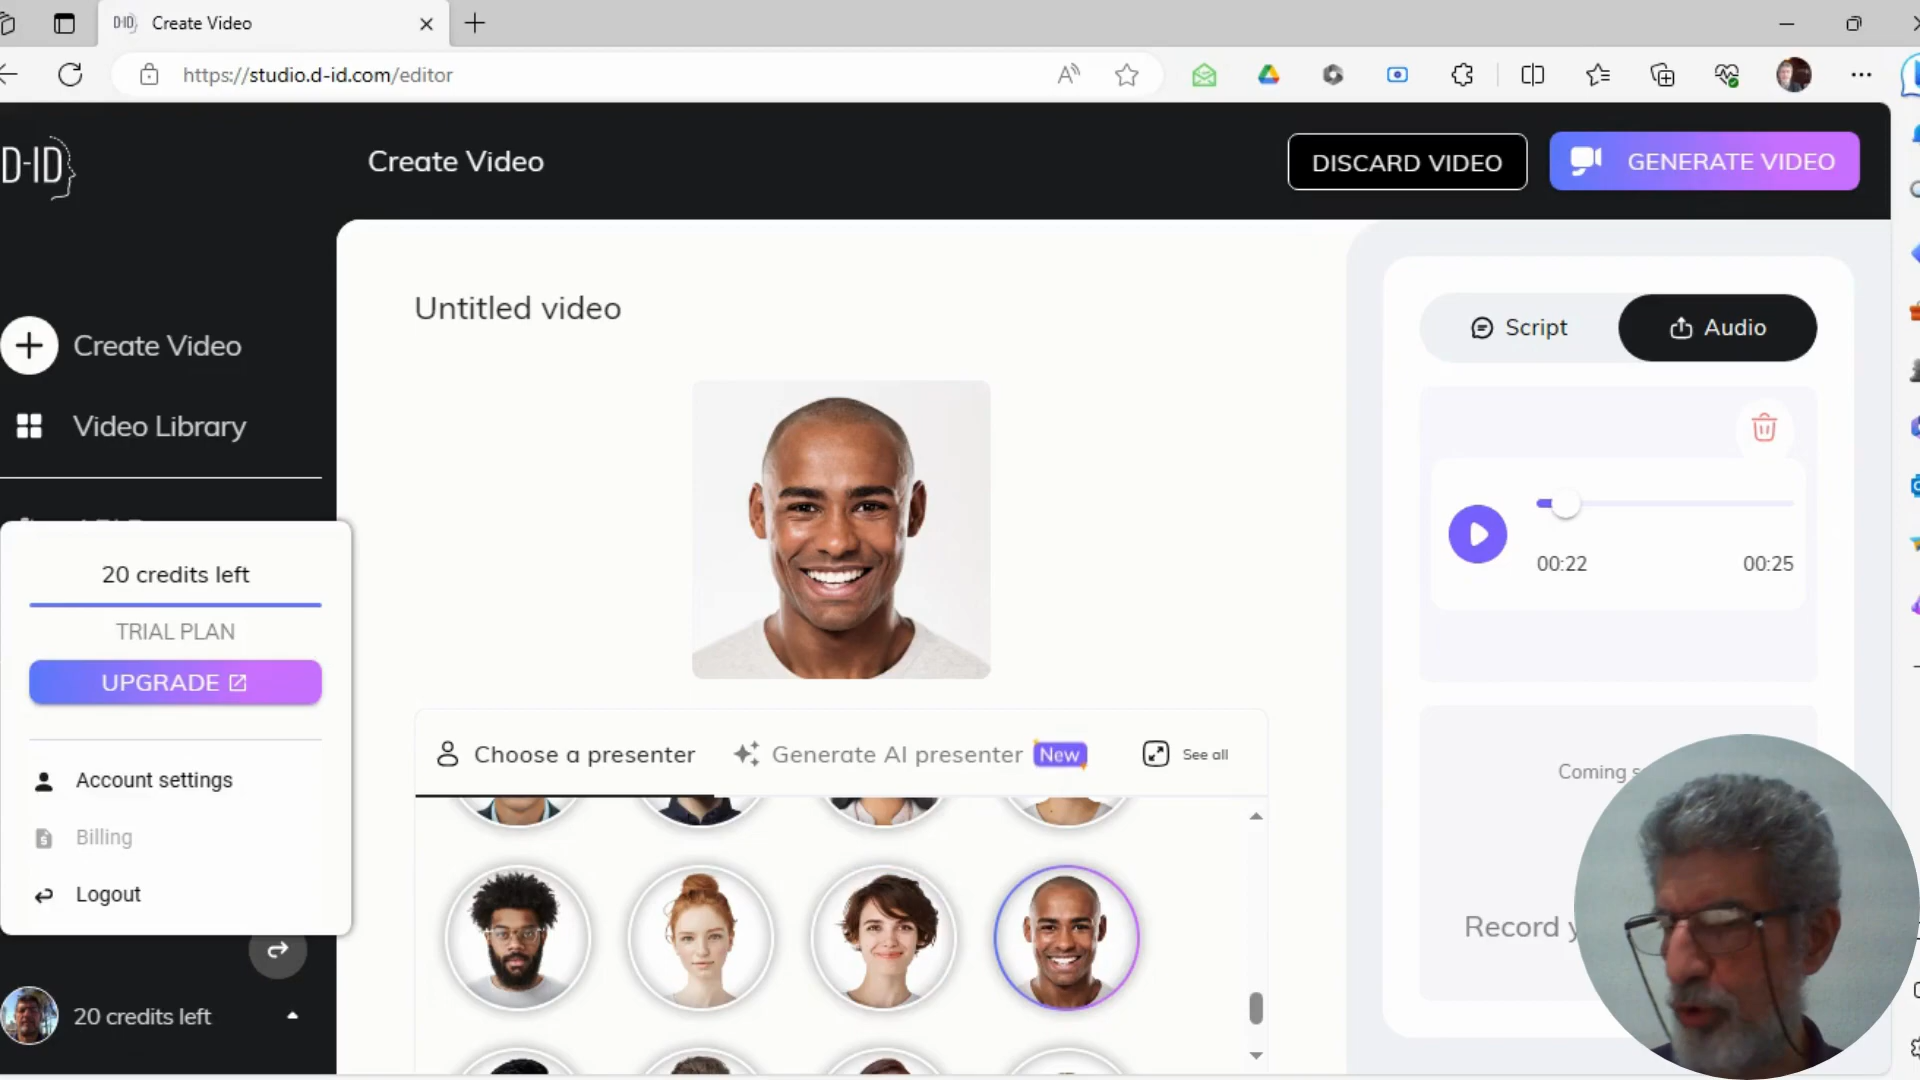 D-ID Create Video
https://studio.d-id.com/editor
D-ID
Create Video
DISCARD VIDEO
GENERATE VIDEO
Create Video
Video Library
20 credits left
TRIAL PLAN
UPGRADE
Account settings
Billing
Logout
20 credits left
Untitled video
Choose a presenter
Generate AI presenter New
See all
Script
Audio
00:22 00:25
Coming
Record